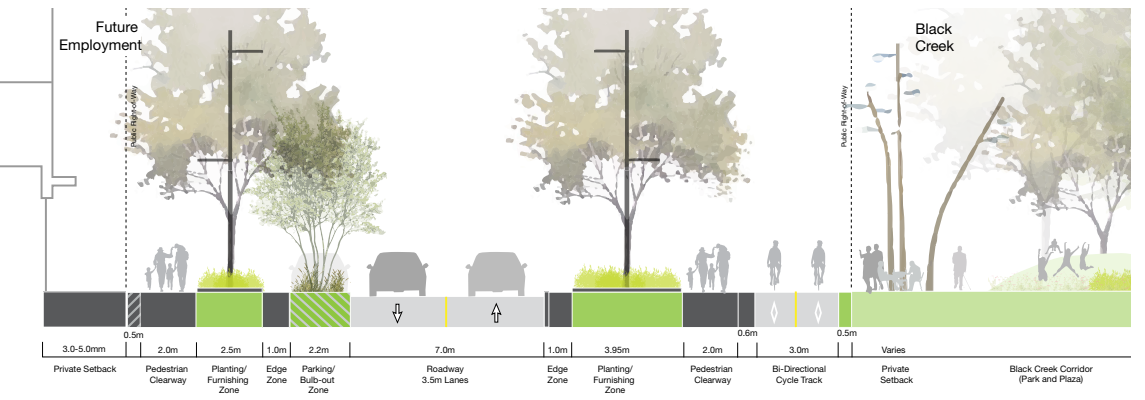 Future
Employment
Black
Creek
Public Right-of-Way
Public Right-of-Way
0.5m
0.6m
0.5m
3.0-5.0mm
2.0m
2.5m
1.0m
2.2m
7.0m
1.0m
3.95m
2.0m
3.0m
Varies
Private Setback
Pedestrian
Clearway
Planting/
Furnishing
Zone
Edge
Zone
Parking/
Bulb-out
Zone
Roadway
3.5m Lanes
Edge
Zone
Planting/
Furnishing
Zone
Pedestrian
Clearway
Bi-Directional
Cycle Track
Private
Setback
Black Creek Corridor
(Park and Plaza)